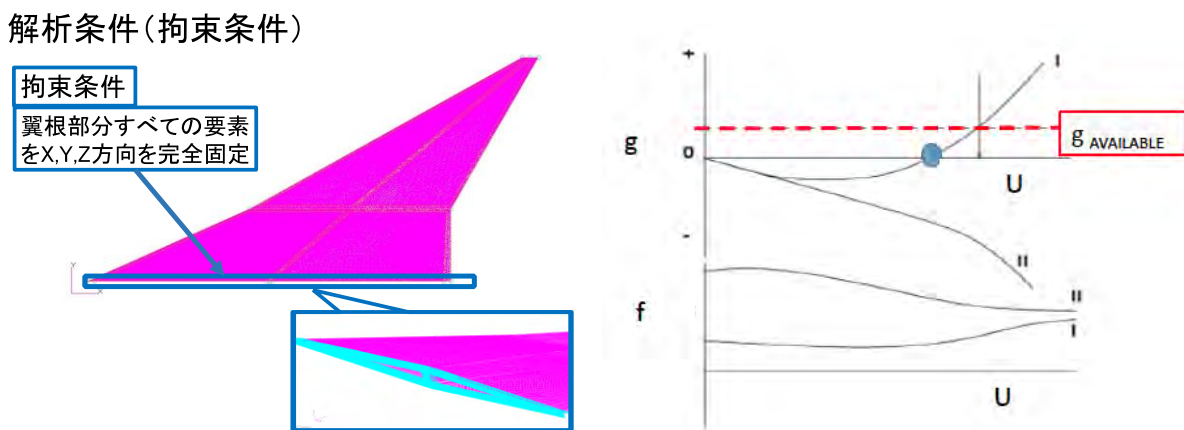 解析条件(拘束条件)
拘束条件
翼根部分すべての要素
をX,Y,Z方向を完全固定
Y
X
+
I
g AVAILABLE
g
0
U
-
II
II
f
I
U